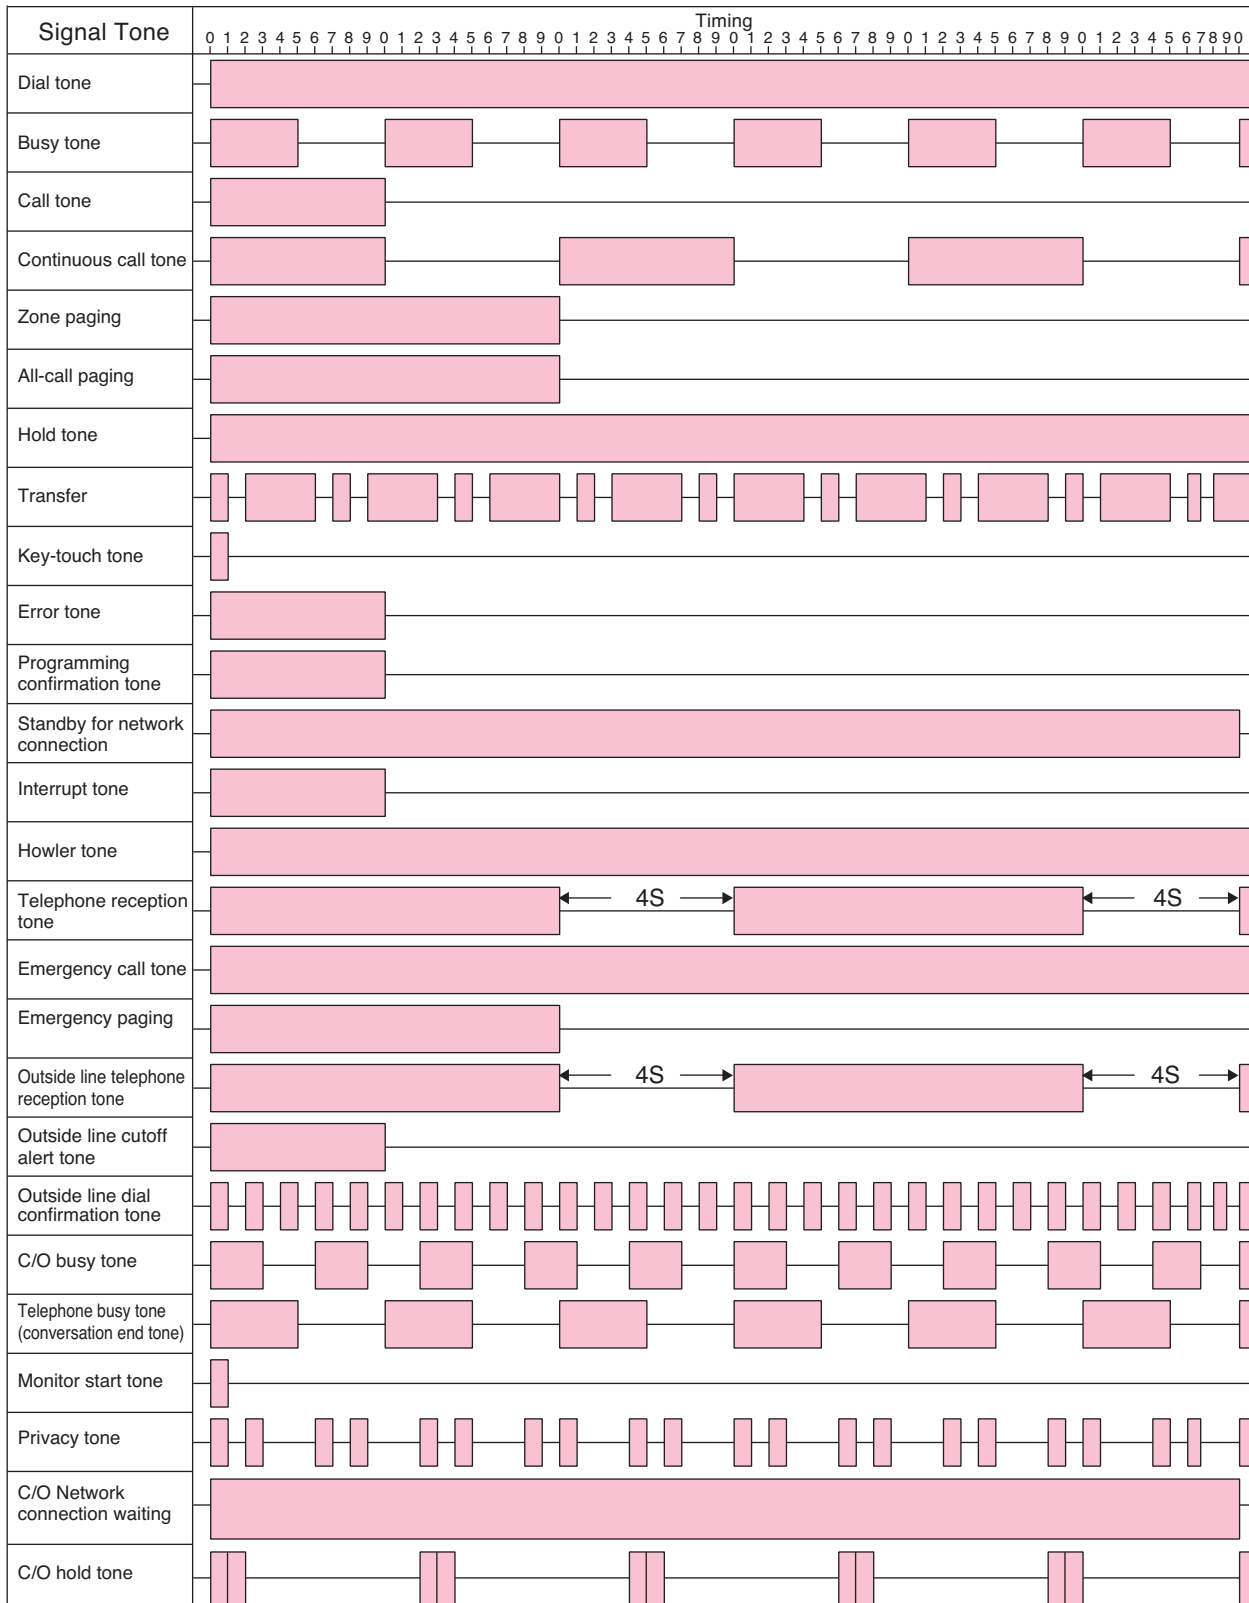 Signal Tone
Timing
0 1 2 3 4 5 6 7 8 9 0 1 2 3 4 5 6 7 8 9 0 1 2 3 4 5 6 7 8 9 0 1 2 3 4 5 6 7 8 9 0 1 2 3 4 5 6 7 8 9 0 1 2 3 4 5 6 7 8 9 0
Dial tone
Busy tone
Call tone
Continuous call tone
Zone paging
All-call paging
Hold tone
Transfer
Key-touch tone
Error tone
Programming
confirmation tone
Standby for network
connection
Interrupt tone
Howler tone
Telephone reception
tone
4S 4S
Emergency call tone
Emergency paging
Outside line telephone
reception tone
4S 4S
Outside line cutoff
alert tone
Outside line dial
confirmation tone
C/O busy tone
Telephone busy tone
(conversation end tone)
Monitor start tone
Privacy tone
C/O Network
connection waiting
C/O hold tone